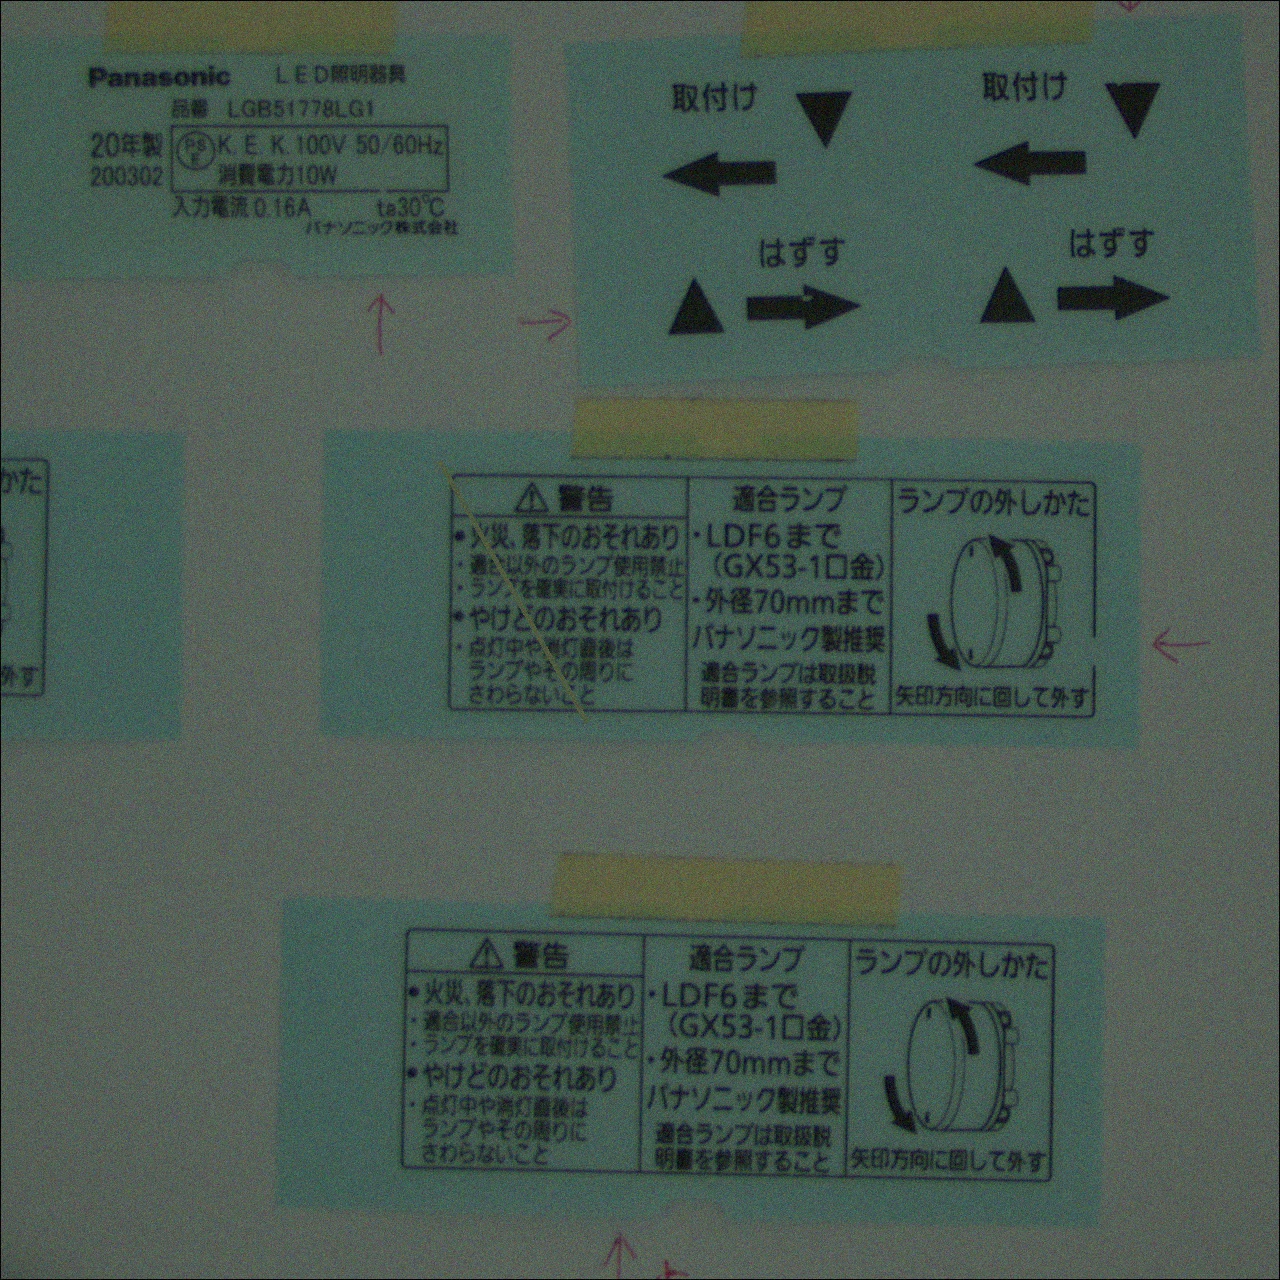 Panasonic LED照明器具
品番 LGB51778LG1
20年製
200302
PS
E
K.E.K.100V 50/60Hz
消費電力10W
入力電流0.16A ta30℃
パナソニック株式会社
取付け
はずす
取付け
はずす
かた
外す
警告
●火災、落下のおそれあり
・適合以外のランプ使用禁止
・ランプを確実に取付けること
●やけどのおそれあり
・点灯中や消灯直後は
ランプやその周りに
さわらないこと
適合ランプ
・LDF6まで
(GX53-1口金)
・外径70mmまで
パナソニック製推奨
適合ランプは取扱説
明書を参照すること
ランプの外しかた
矢印方向に回して外す
警告
●火災、落下のおそれあり
・適合以外のランプ使用禁止
・ランプを確実に取付けること
●やけどのおそれあり
・点灯中や消灯直後は
ランプやその周りに
さわらないこと
適合ランプ
・LDF6まで
(GX53-1口金)
・外径70mmまで
パナソニック製推奨
適合ランプは取扱説
明書を参照すること
ランプの外しかた
矢印方向に回して外す